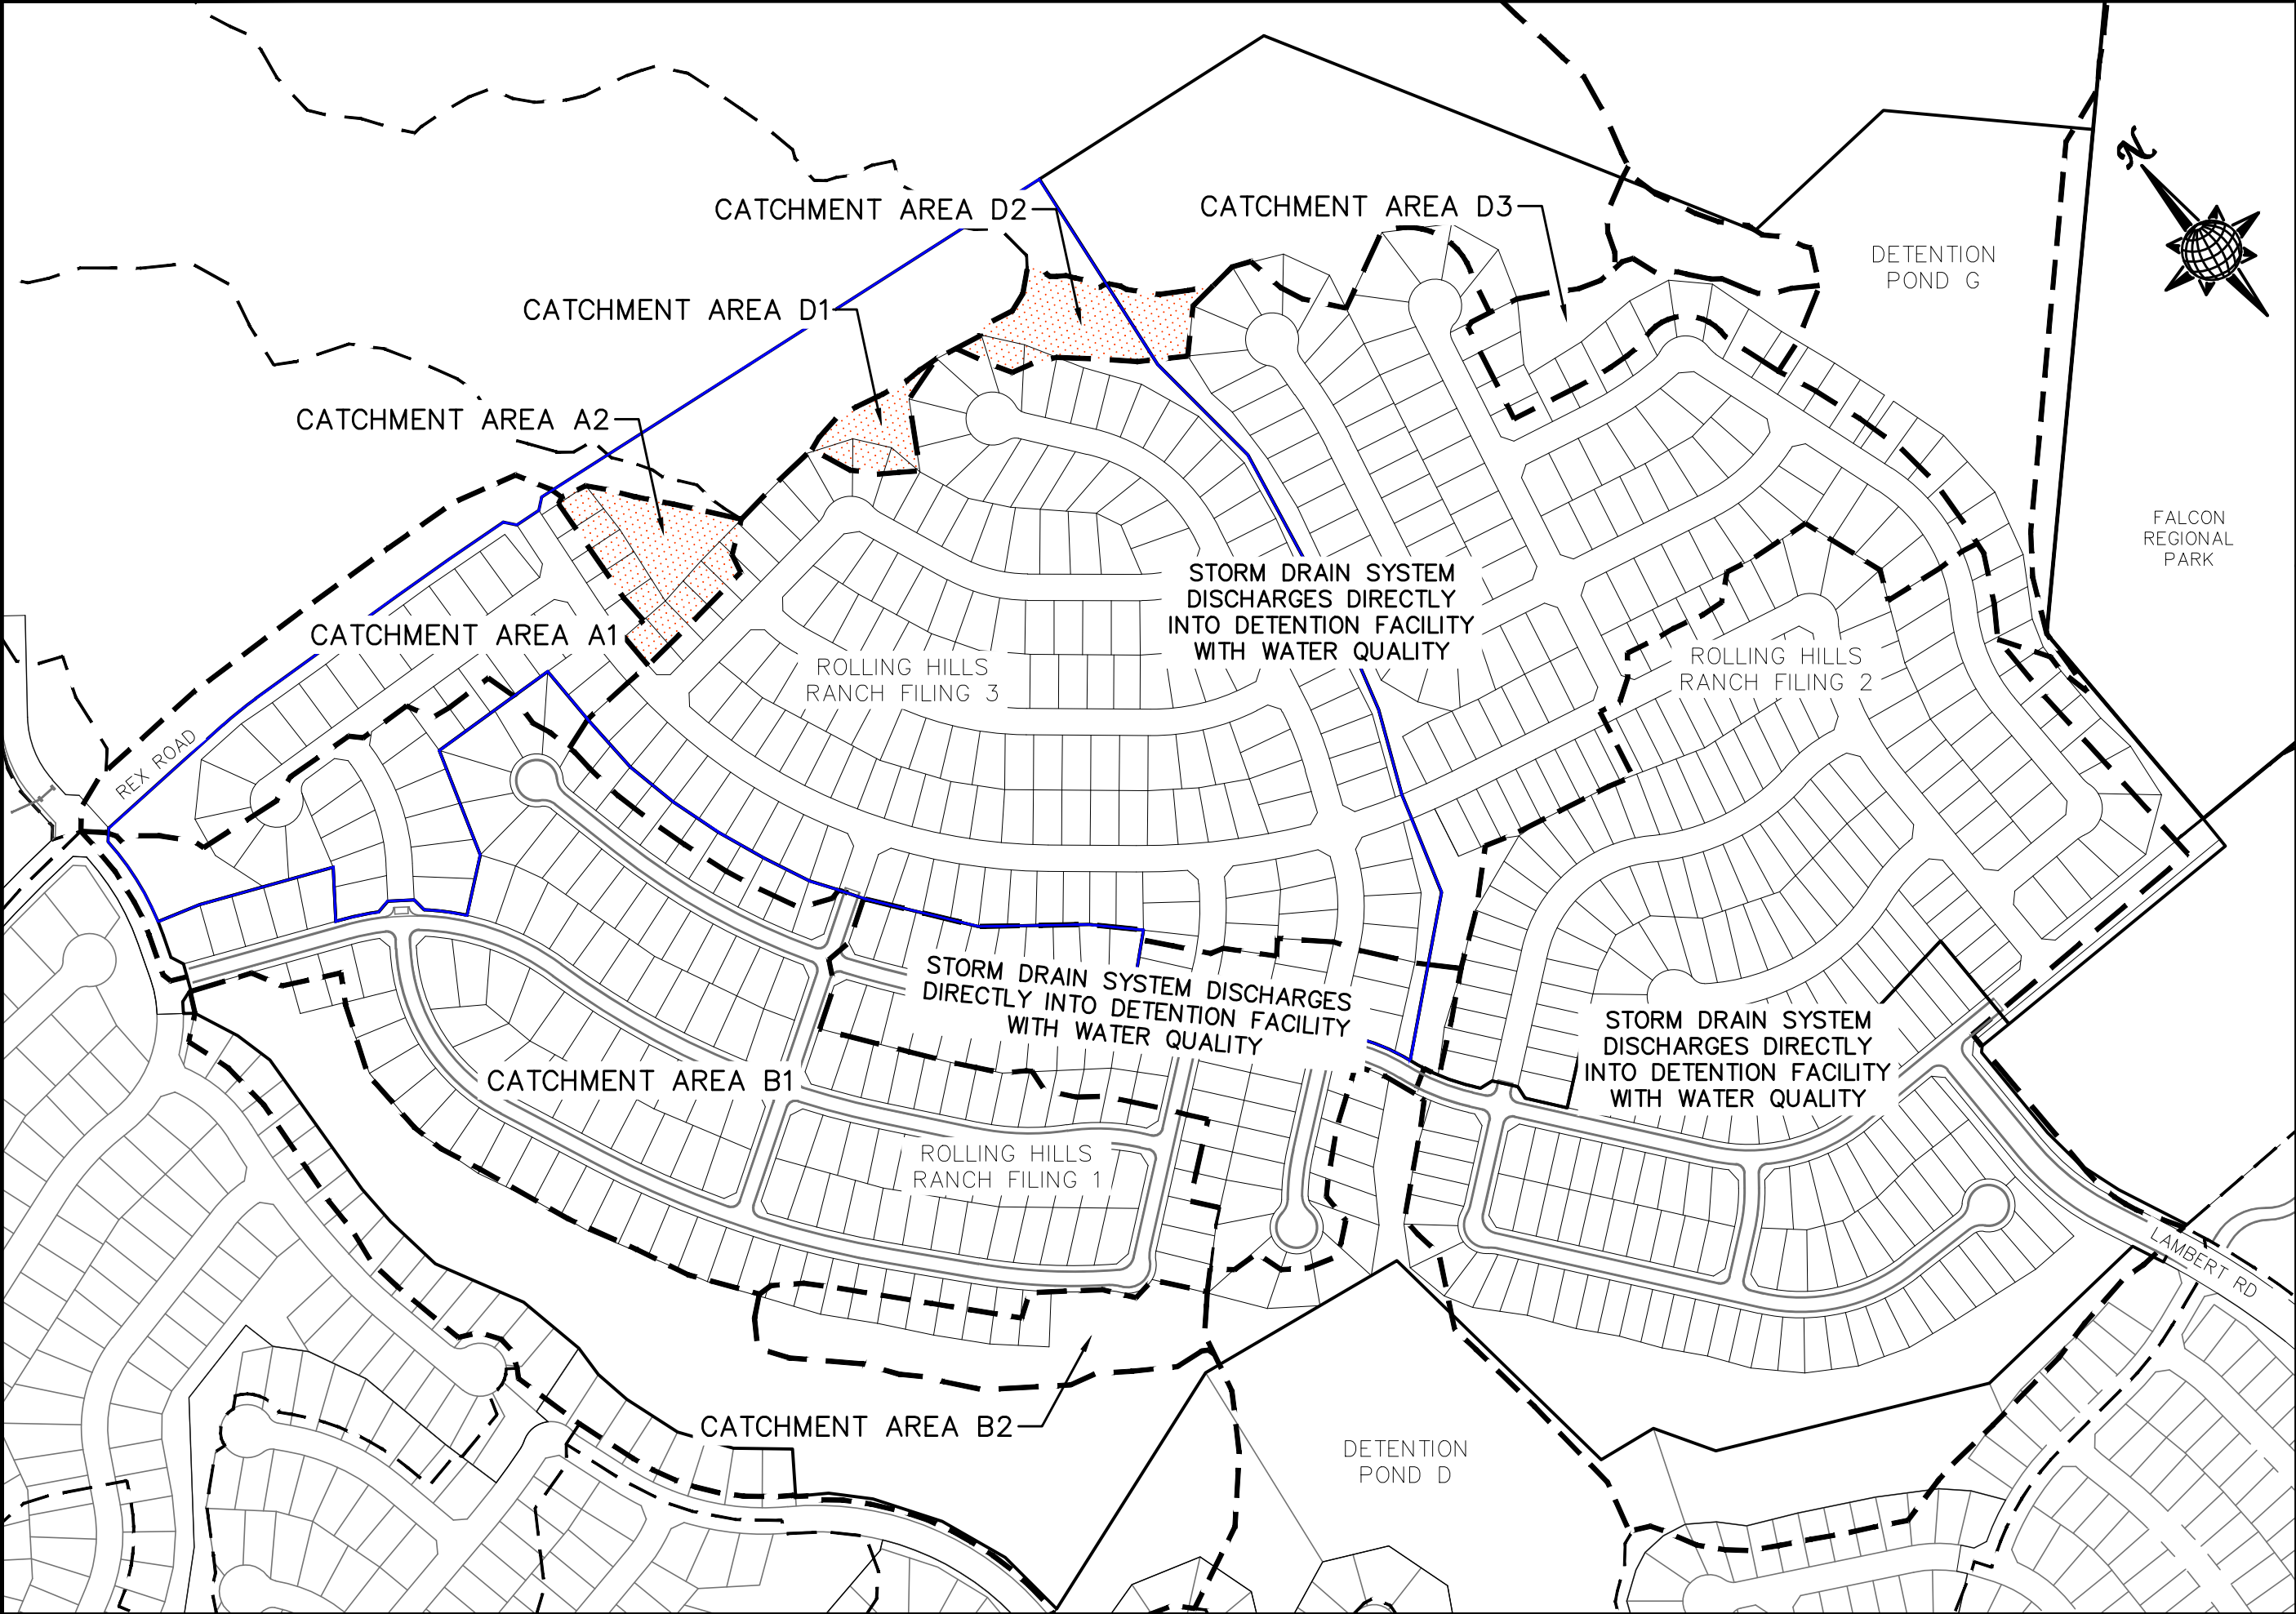 N
CATCHMENT AREA D2
CATCHMENT AREA D3
DETENTION
POND G
CATCHMENT AREA D1
CATCHMENT AREA A2
FALCON
REGIONAL
PARK
STORM DRAIN SYSTEM
DISCHARGES DIRECTLY
INTO DETENTION FACILITY
WITH WATER QUALITY
CATCHMENT AREA A1
ROLLING HILLS
RANCH FILING 3
ROLLING HILLS
RANCH FILING 2
REX ROAD
STORM DRAIN SYSTEM DISCHARGES
DIRECTLY INTO DETENTION FACILITY
WITH WATER QUALITY
STORM DRAIN SYSTEM
DISCHARGES DIRECTLY
INTO DETENTION FACILITY
WITH WATER QUALITY
CATCHMENT AREA B1
ROLLING HILLS
RANCH FILING 1
LAMBERT RD
CATCHMENT AREA B2
DETENTION
POND D